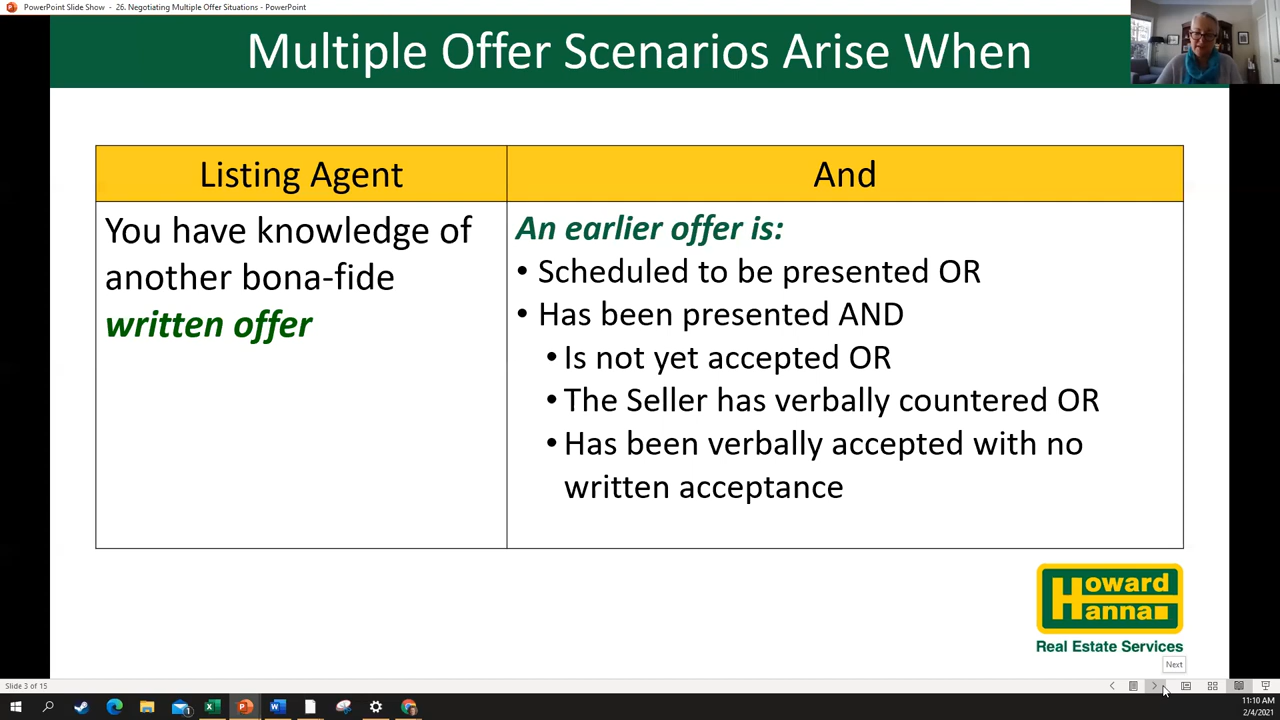 PowerPoint Slide Show - 26. Negotiating Multiple Offer Situations - PowerPoint
Multiple Offer Scenarios Arise When
Listing Agent
And
You have knowledge of
another bona-fide
written offer
An earlier offer is:
• Scheduled to be presented OR
• Has been presented AND
• Is not yet accepted OR
• The Seller has verbally countered OR
• Has been verbally accepted with no
written acceptance
Howard
Hanna
Real Estate Services
Next
Slide 3 of 15
11:10 AM
2/4/2021